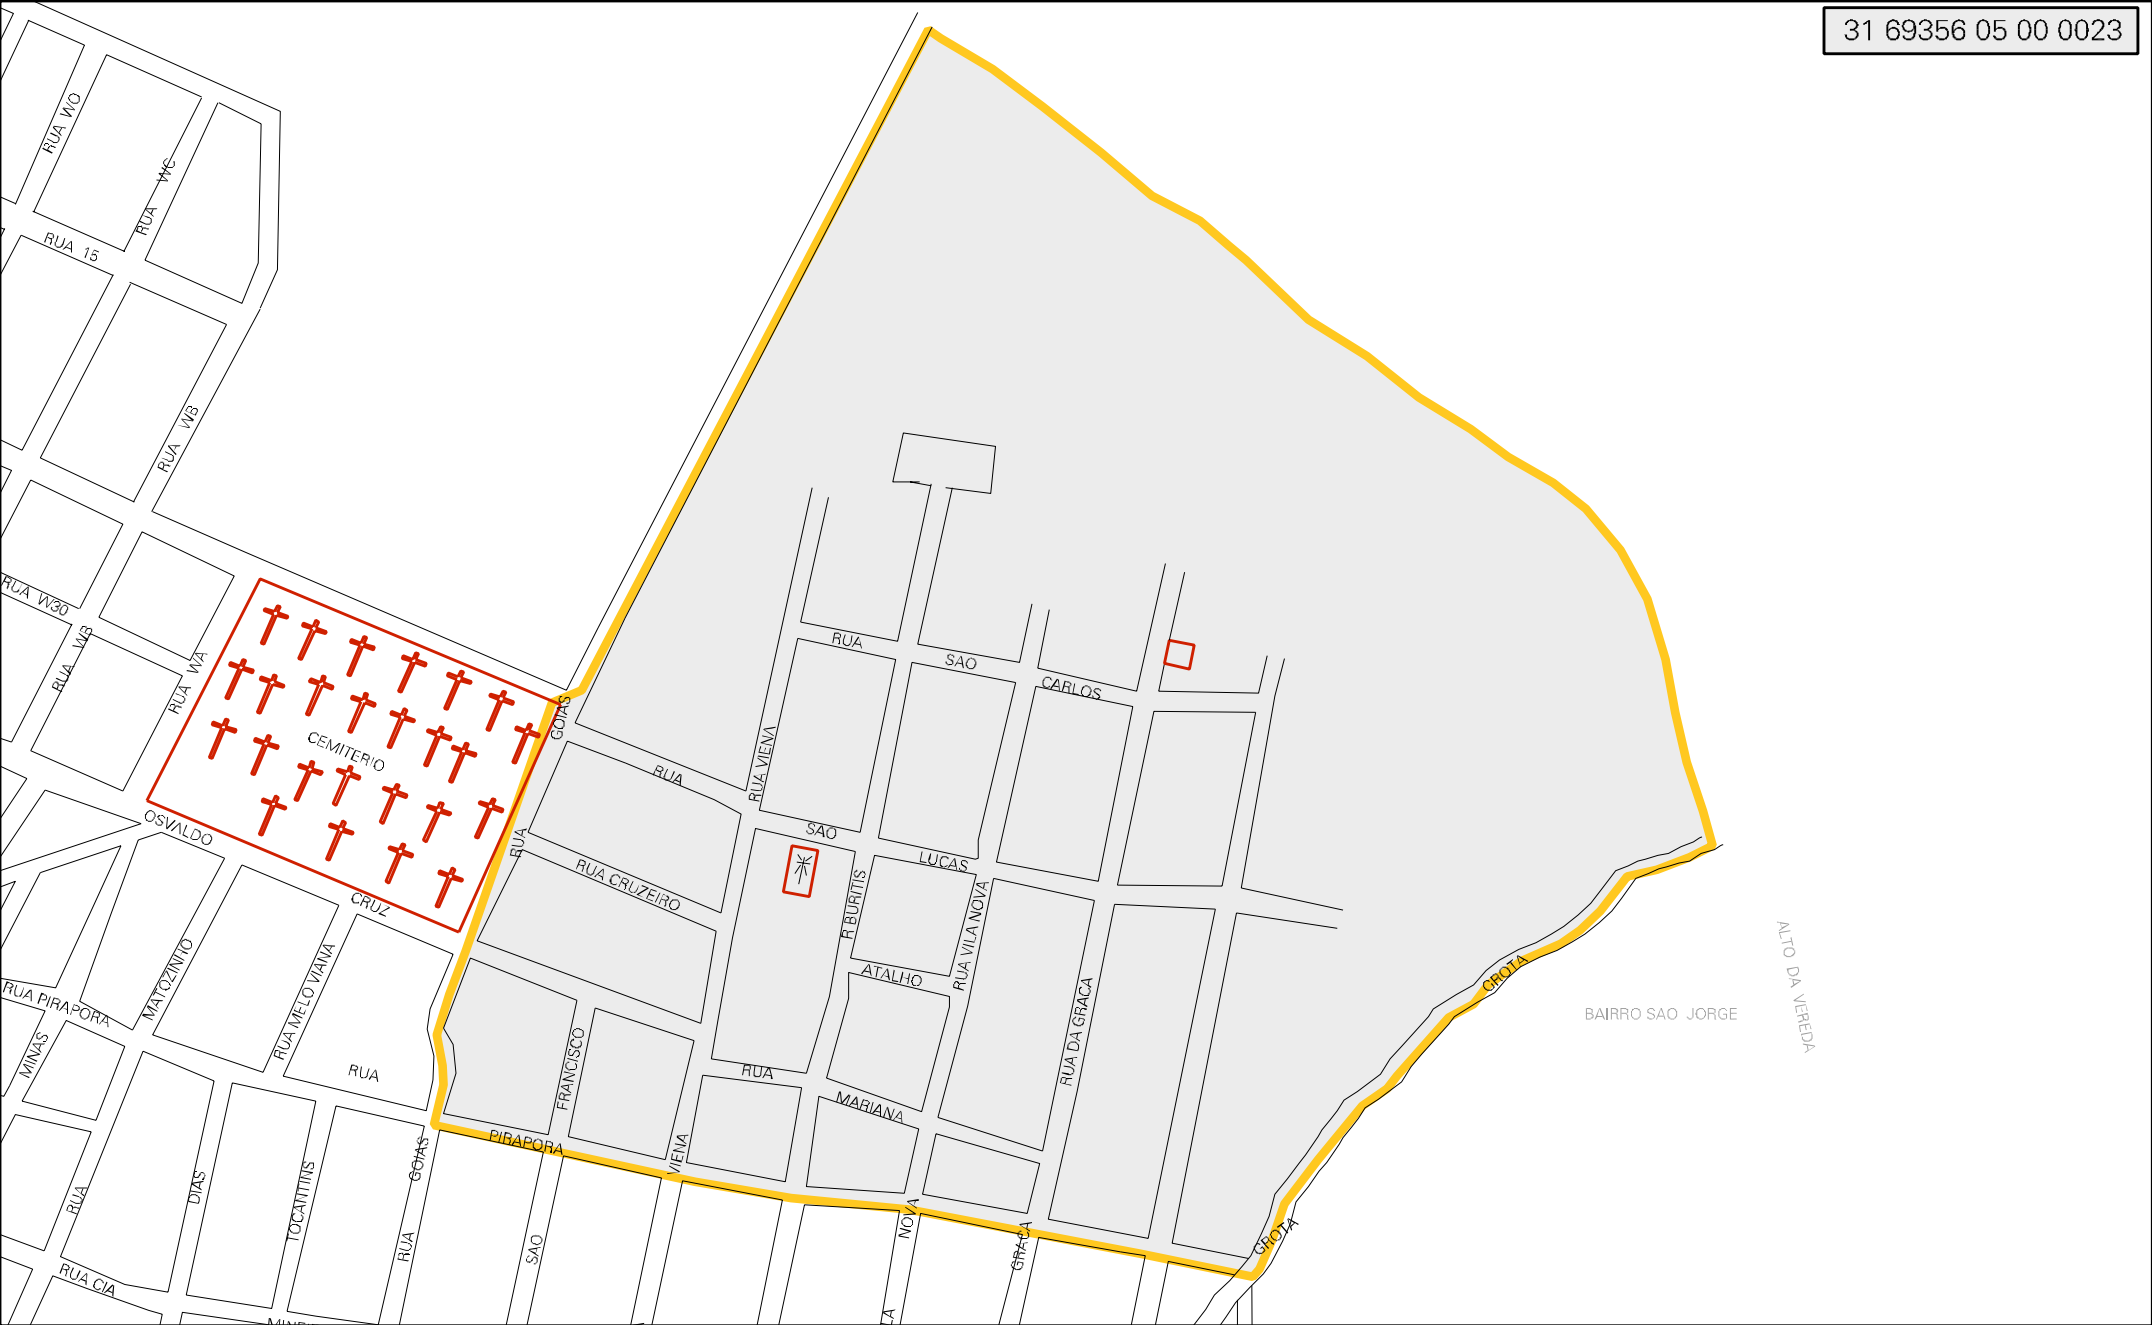 31 69356 05 00 0023
RUA WO
RUA WC
RUA 15
RUA WB
RUA W30
RUA WB
RUA WA
CEMITERIO
OSVALDO
CRUZ
GOIAS
RUA
RUA
SAO
CARLOS
RUA VIENA
RUA
SAO
LUCAS
RUA CRUZEIRO
R BURITIS
RUA VILA NOVA
ATALHO
RUA DA GRACA
GROTA
BAIRRO SAO JORGE
ALTO DA VEREDA
RUA PIRAPORA
MATOZINHO
RUA MELO VIANA
MINAS
RUA
FRANCISCO
RUA
MARIANA
PIRAPORA
VIENA
GOIAS
RUA
DIAS
TOCANTINS
RUA
SAO
NOVA
GRACA
GROTA
RUA CIA
LA